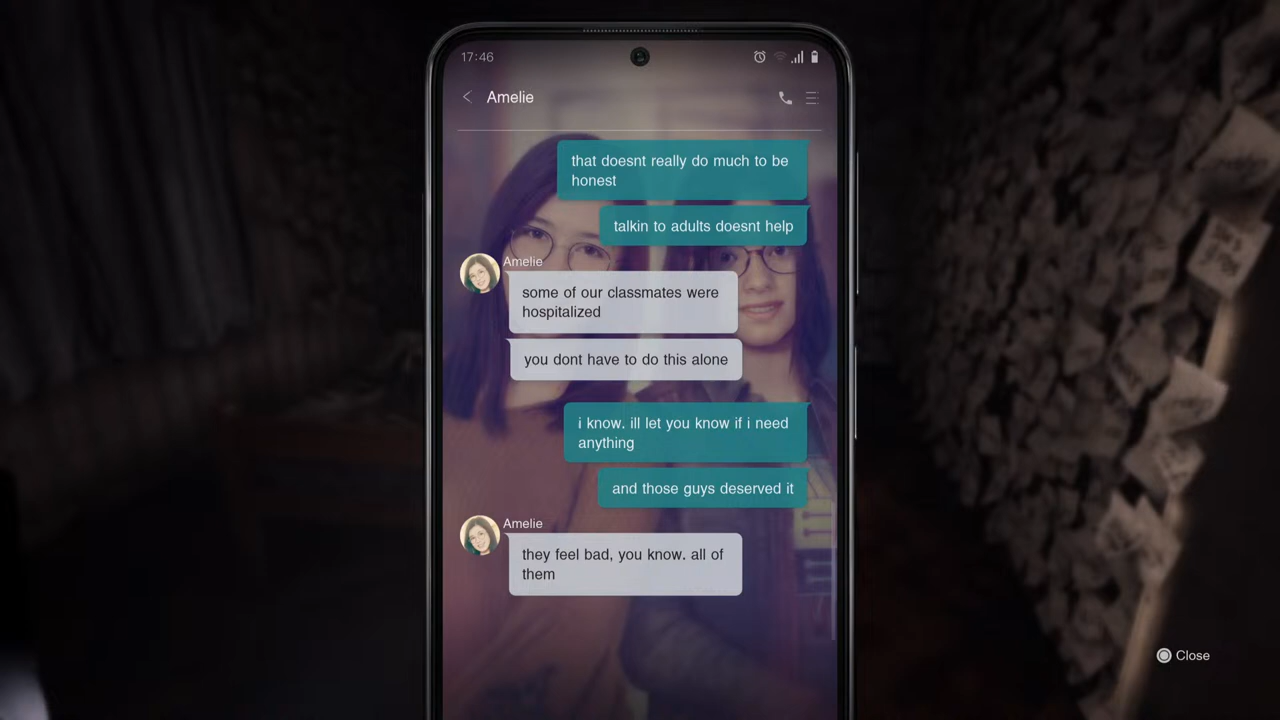 17:46
Amelie
that doesnt really do much to be
honest
talkin to adults doesnt help
Amelie
some of our classmates were
hospitalized
you dont have to do this alone
i know. ill let you know if i need
anything
and those guys deserved it
Amelie
they feel bad, you know. all of
them
Close